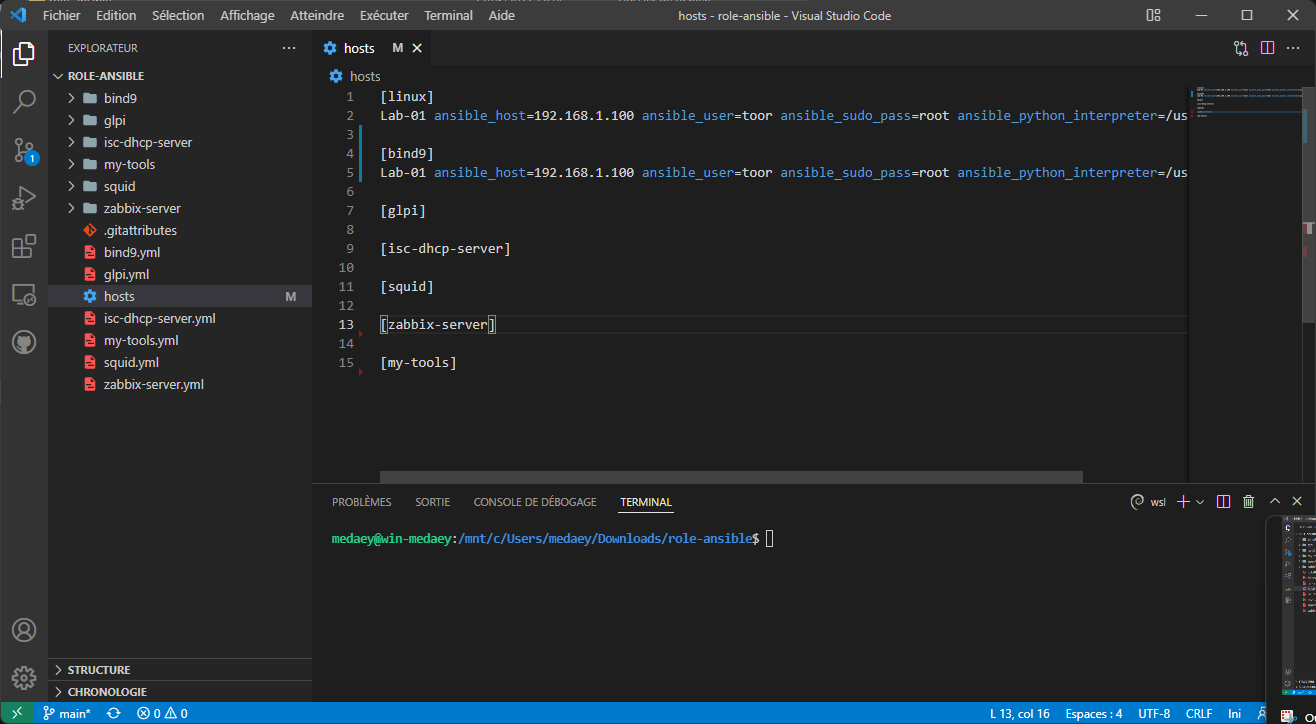 Fichier Edition Sélection Affichage Atteindre Exécuter Terminal Aide
hosts - role-ansible - Visual Studio Code
EXPLORATEUR
ROLE-ANSIBLE
bind9
glpi
isc-dhcp-server
my-tools
squid
zabbix-server
.gitattributes
bind9.yml
glpi.yml
hosts M
isc-dhcp-server.yml
my-tools.yml
squid.yml
zabbix-server.yml
STRUCTURE
CHRONOLOGIE
1
hosts M
hosts
1 [linux]
2 Lab-01 ansible_host=192.168.1.100 ansible_user=toor ansible_sudo_pass=root ansible_python_interpreter=/us
3
4 [bind9]
5 Lab-01 ansible_host=192.168.1.100 ansible_user=toor ansible_sudo_pass=root ansible_python_interpreter=/us
6
7 [glpi]
8
9 [isc-dhcp-server]
10
11 [squid]
12
13 [zabbix-server]
14
15 [my-tools]
PROBLÈMES SORTIE CONSOLE DE DÉBOGAGE TERMINAL
wsl
medaey@win-medaey:/mnt/c/Users/medaey/Downloads/role-ansible$
main* 0 0
L 13, col 16 Espaces : 4 UTF-8 CRLF Ini